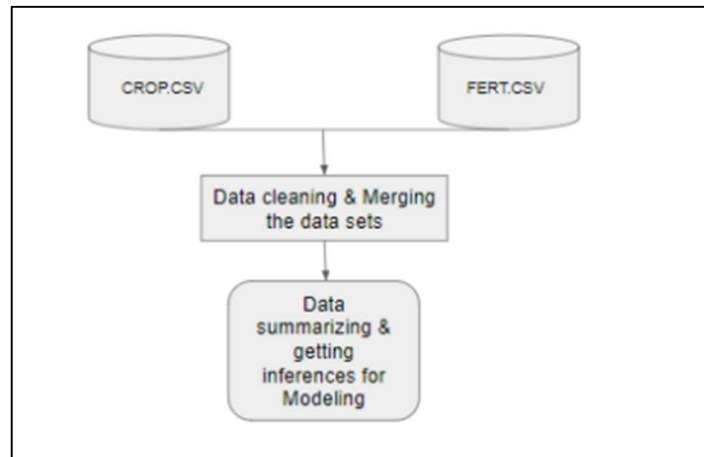 CROP.CSV
FERT.CSV
Data cleaning & Merging
the data sets
Data
summarizing &
getting
inferences for
Modeling